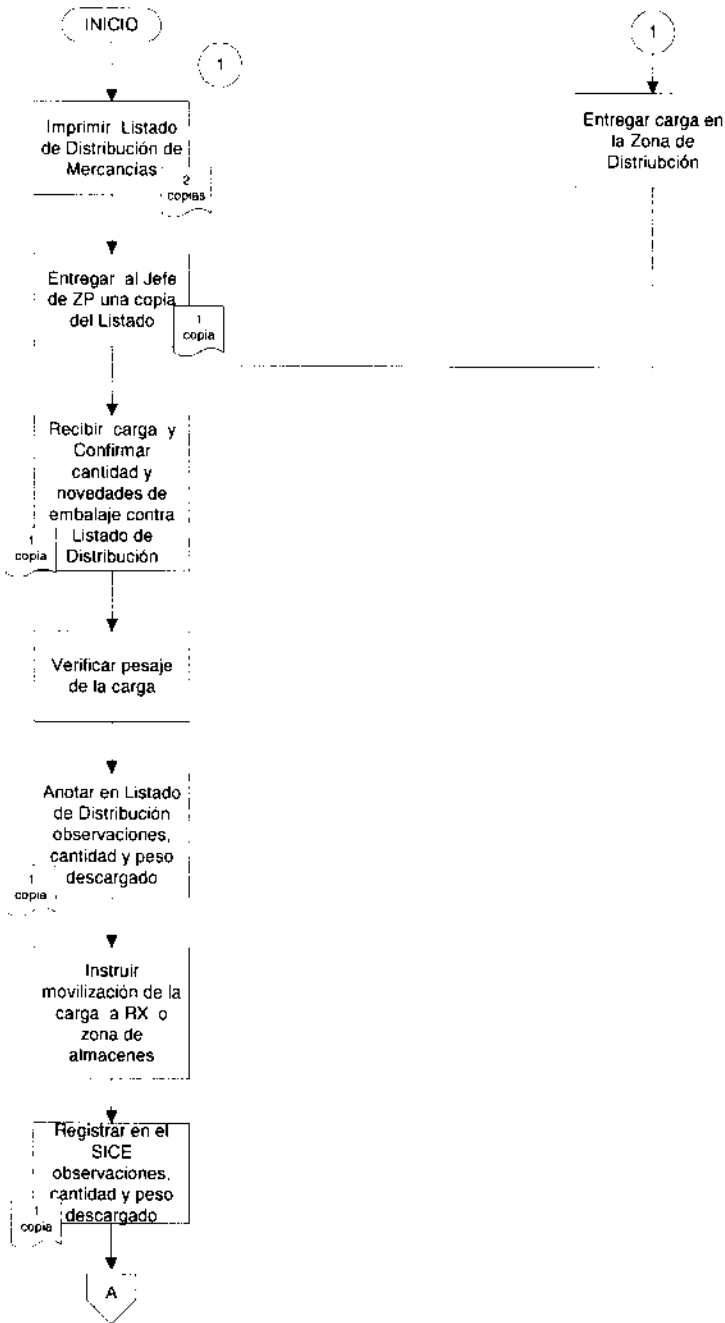 INICIO
1
1
Imprimir Listado
de Distribución de
Mercancías
2
copias
Entregar carga en
la Zona de
Distriubción
Entregar al Jefe
de ZP una copia
del Listado
1
copia
Recibir carga y
Confirmar
cantidad y
novedades de
embalaje contra
Listado de
Distribución
1
copia
Verificar pesaje
de la carga
Anotar en Listado
de Distribución
observaciones,
cantidad y peso
descargado
1
copia
Instruir
movilización de la
carga a RX o
zona de
almacenes
Registrar en el
SICE
observaciones,
cantidad y peso
descargado
1
copia
A